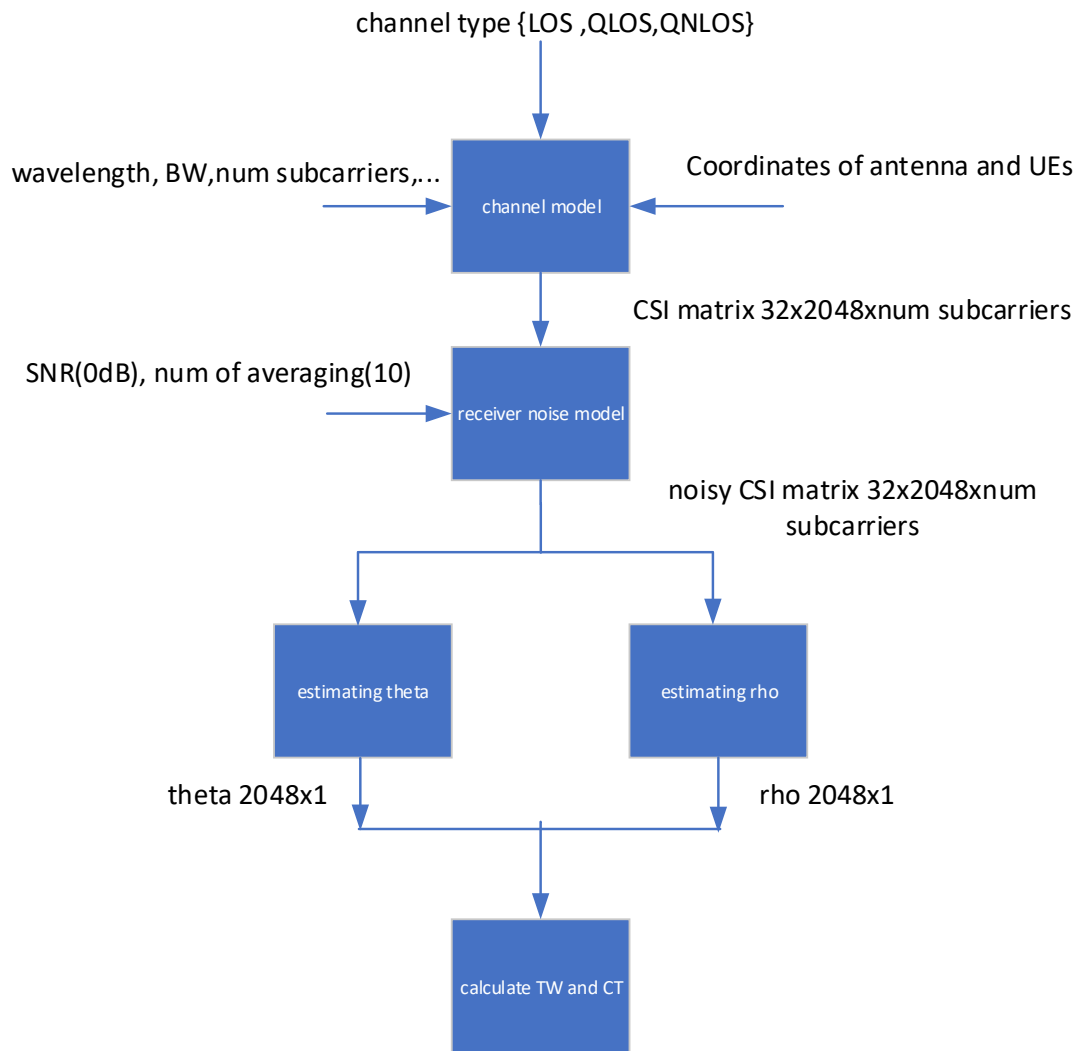 channel type {LOS ,QLOS,QNLOS}
wavelength, BW,num subcarriers,...
Coordinates of antenna and UEs
channel model
CSI matrix 32x2048xnum subcarriers
SNR(0dB), num of averaging(10)
receiver noise model
noisy CSI matrix 32x2048xnum
subcarriers
estimating theta
estimating rho
theta 2048x1
rho 2048x1
calculate TW and CT